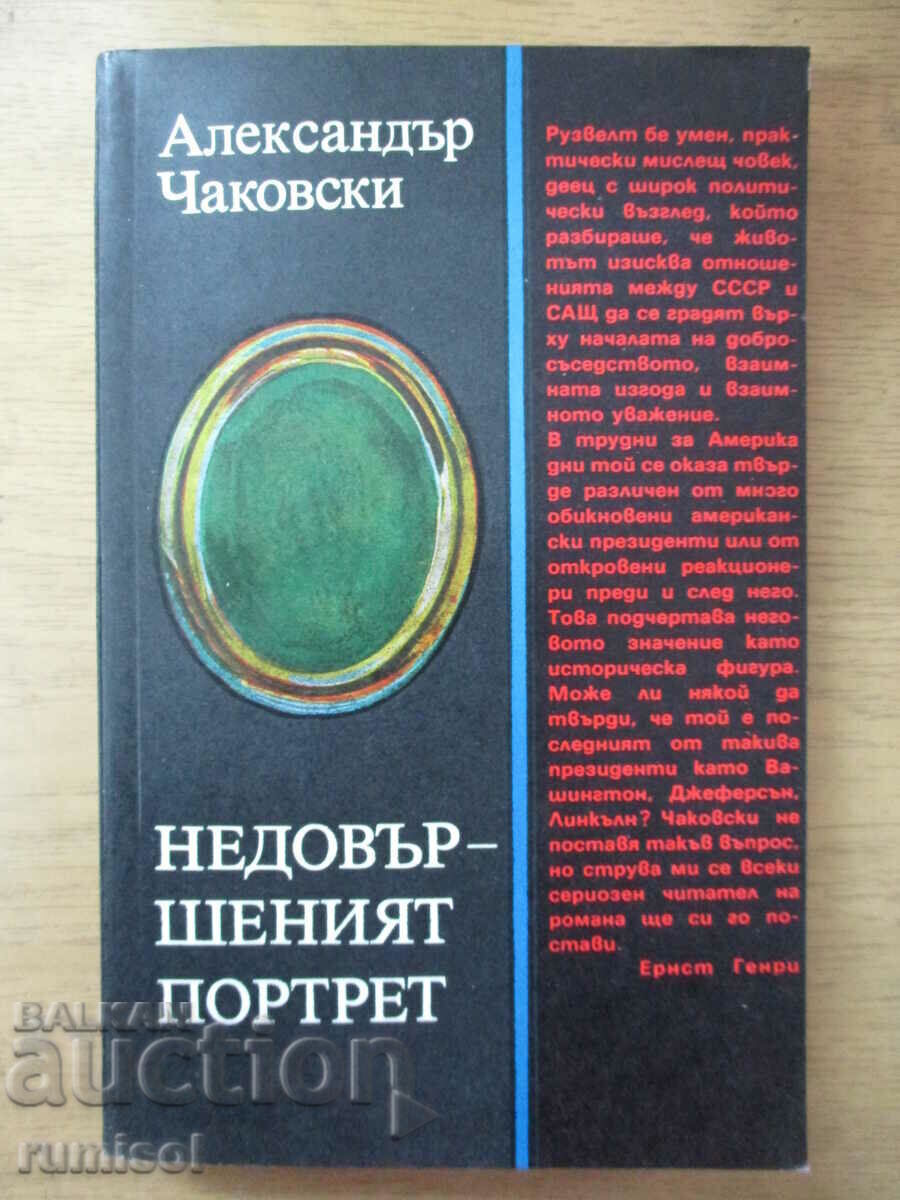 Александър
Чаковски
НЕДОВЪР–
ШЕНИЯТ
ПОРТРЕТ
Рузвелт бе умен, прак-
тически мислещ човек,
деец с широк полити-
чески възглед, който
разбираше, че живо-
тът изисква отноше-
нията между СССР и
САЩ да се градят вър-
ху началата на добро-
съседството, взаим-
ната изгода и взаим-
ното уважение.
В трудни за Америка
дни той се оказа твър-
де различен от много
обикновени американ-
ски президенти или от
откровени реакционе-
ри преди и след него.
Това подчертава него-
вото значение като
историческа фигура.
Може ли някой да
твърди, че той е по-
следният от такива
президенти като Ва-
шингтон, Джеферсън,
Линкълн? Чаковски не
поставя такъв въпрос,
но струва ми се всеки
сериозен читател на
романа ще си го по-
стави.
Ернст Генри
BALKAN
auction
rumisol